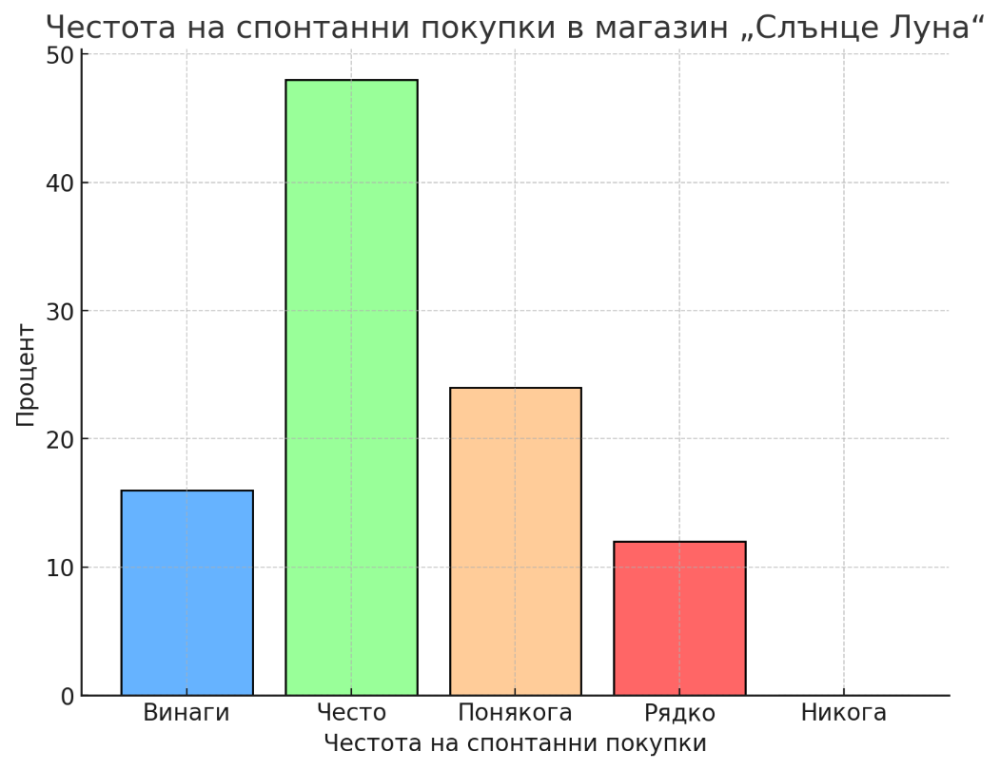 Честота на спонтанни покупки в магазин „Слънце Луна“
50
40
30
20
10
0
Процент
Винаги Често Понякога Рядко Никога
Честота на спонтанни покупки